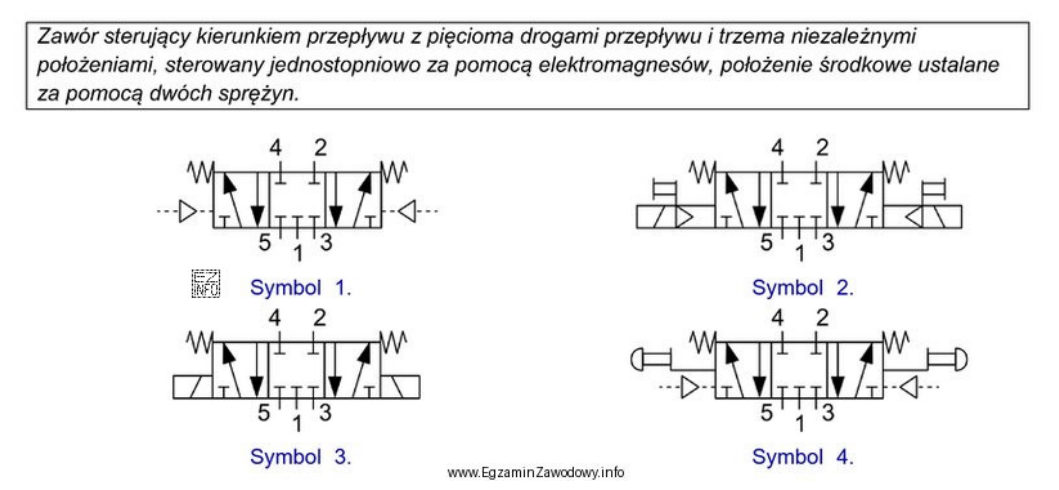 Zawór sterujący kierunkiem przepływu z pięcioma drogami przepływu i trzema niezależnymi
położeniami, sterowany jednostopniowo za pomocą elektromagnesów, położenie środkowe ustalane
za pomocą dwóch sprężyn.
4 2
5 1 3
Symbol 1.
4 2
5 1 3
Symbol 2.
EZ
INFO
4 2
5 1 3
Symbol 3.
4 2
5 1 3
Symbol 4.
www.EgzaminZawodowy.info